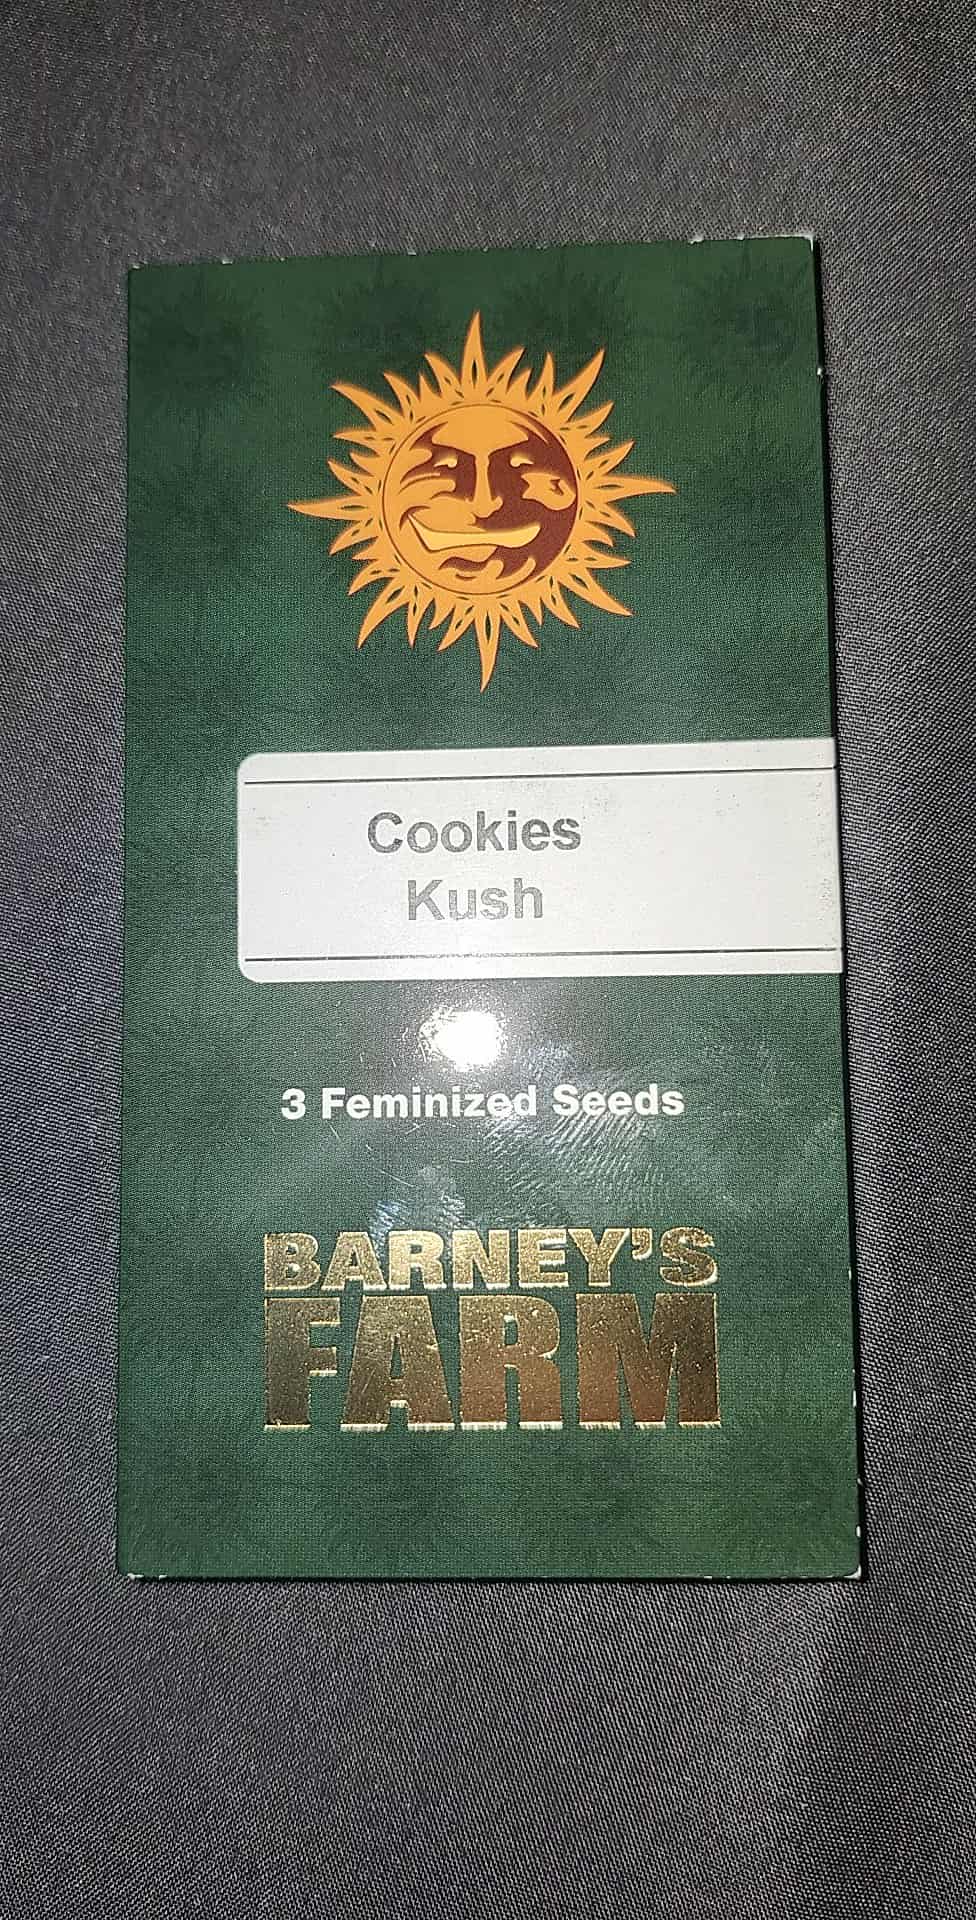 Cookies
Kush
3 Feminized Seeds
BARNEY'S
FARM